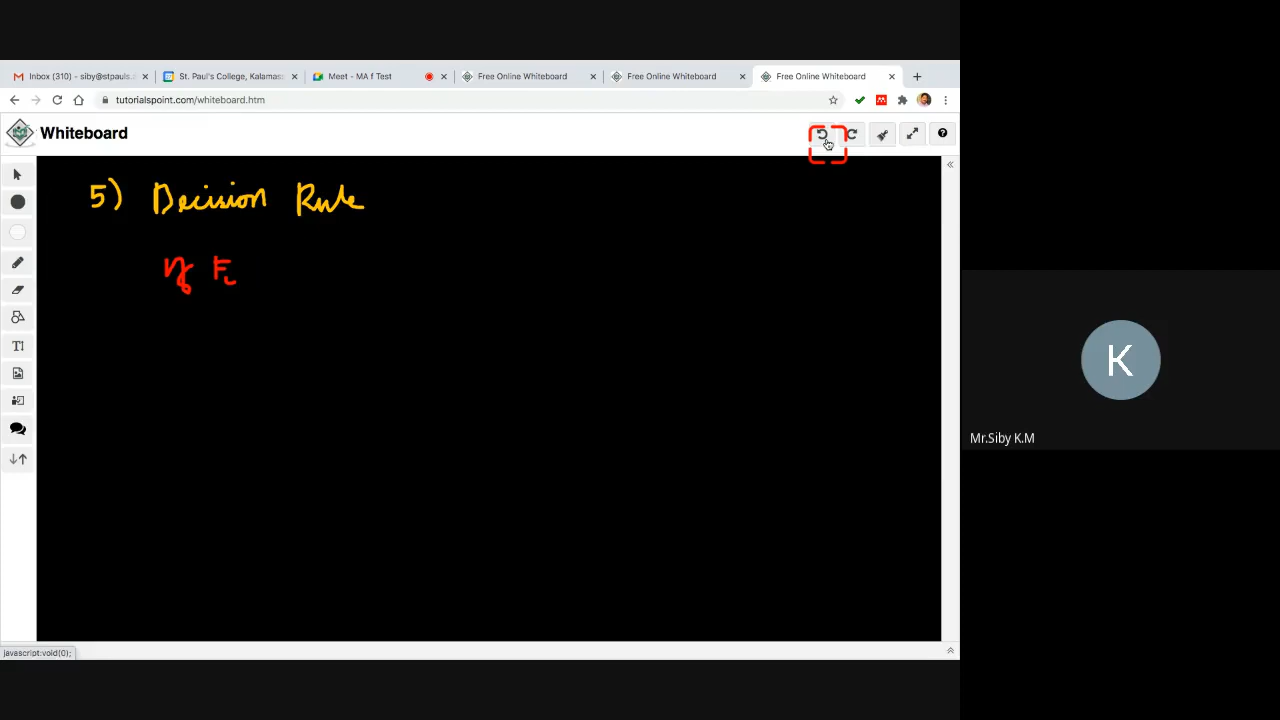 Inbox (310) - siby@stpauls.
St. Paul's College, Kalamass
Meet - MA f Test
Free Online Whiteboard
Free Online Whiteboard
Free Online Whiteboard
tutorialspoint.com/whiteboard.htm
Whiteboard
5) Decision Rule
If F
K
Mr.Siby K.M
javascript:void(0);